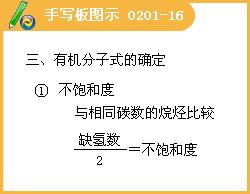 手写板图示 0201-16
三、有机分子式的确定
① 不饱和度
与相同碳数的烷烃比较
缺氢数
2
=不饱和度